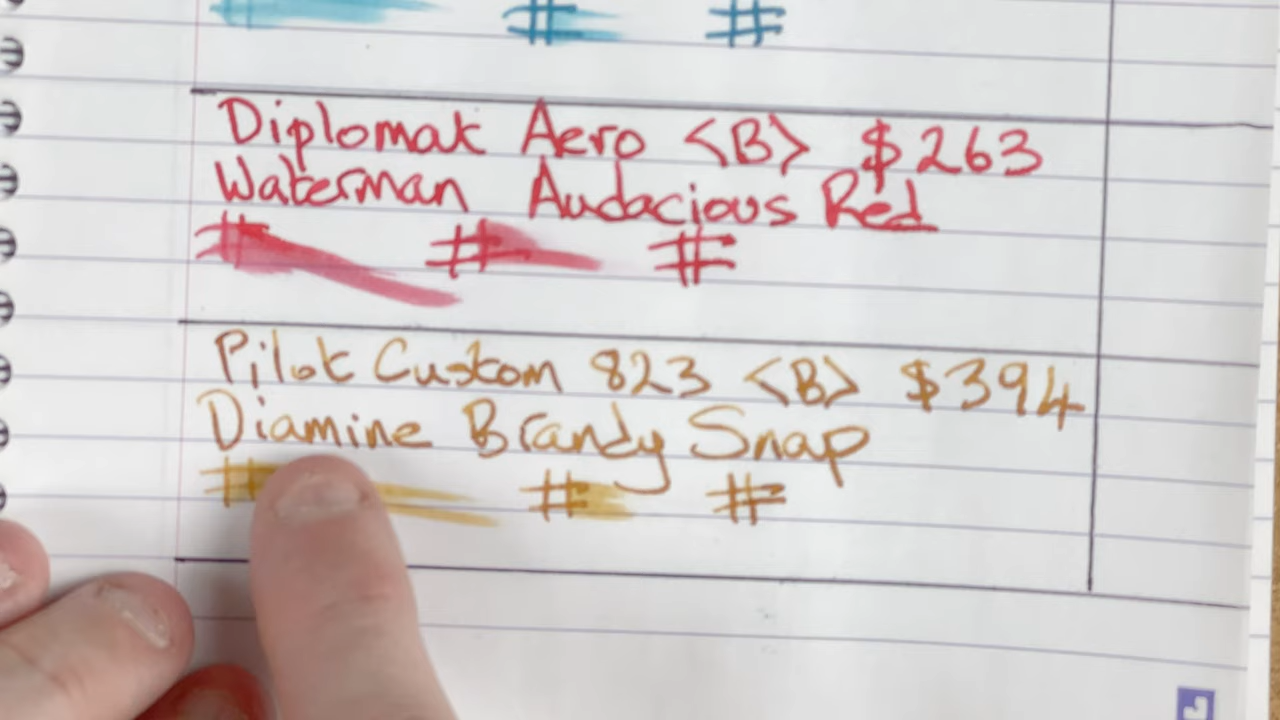 # #
Diplomat Aero <B> $263
Waterman Audacious Red
# # #
Pilot Custom 823 <B> $394
Diamine Brandy Snap
# # #